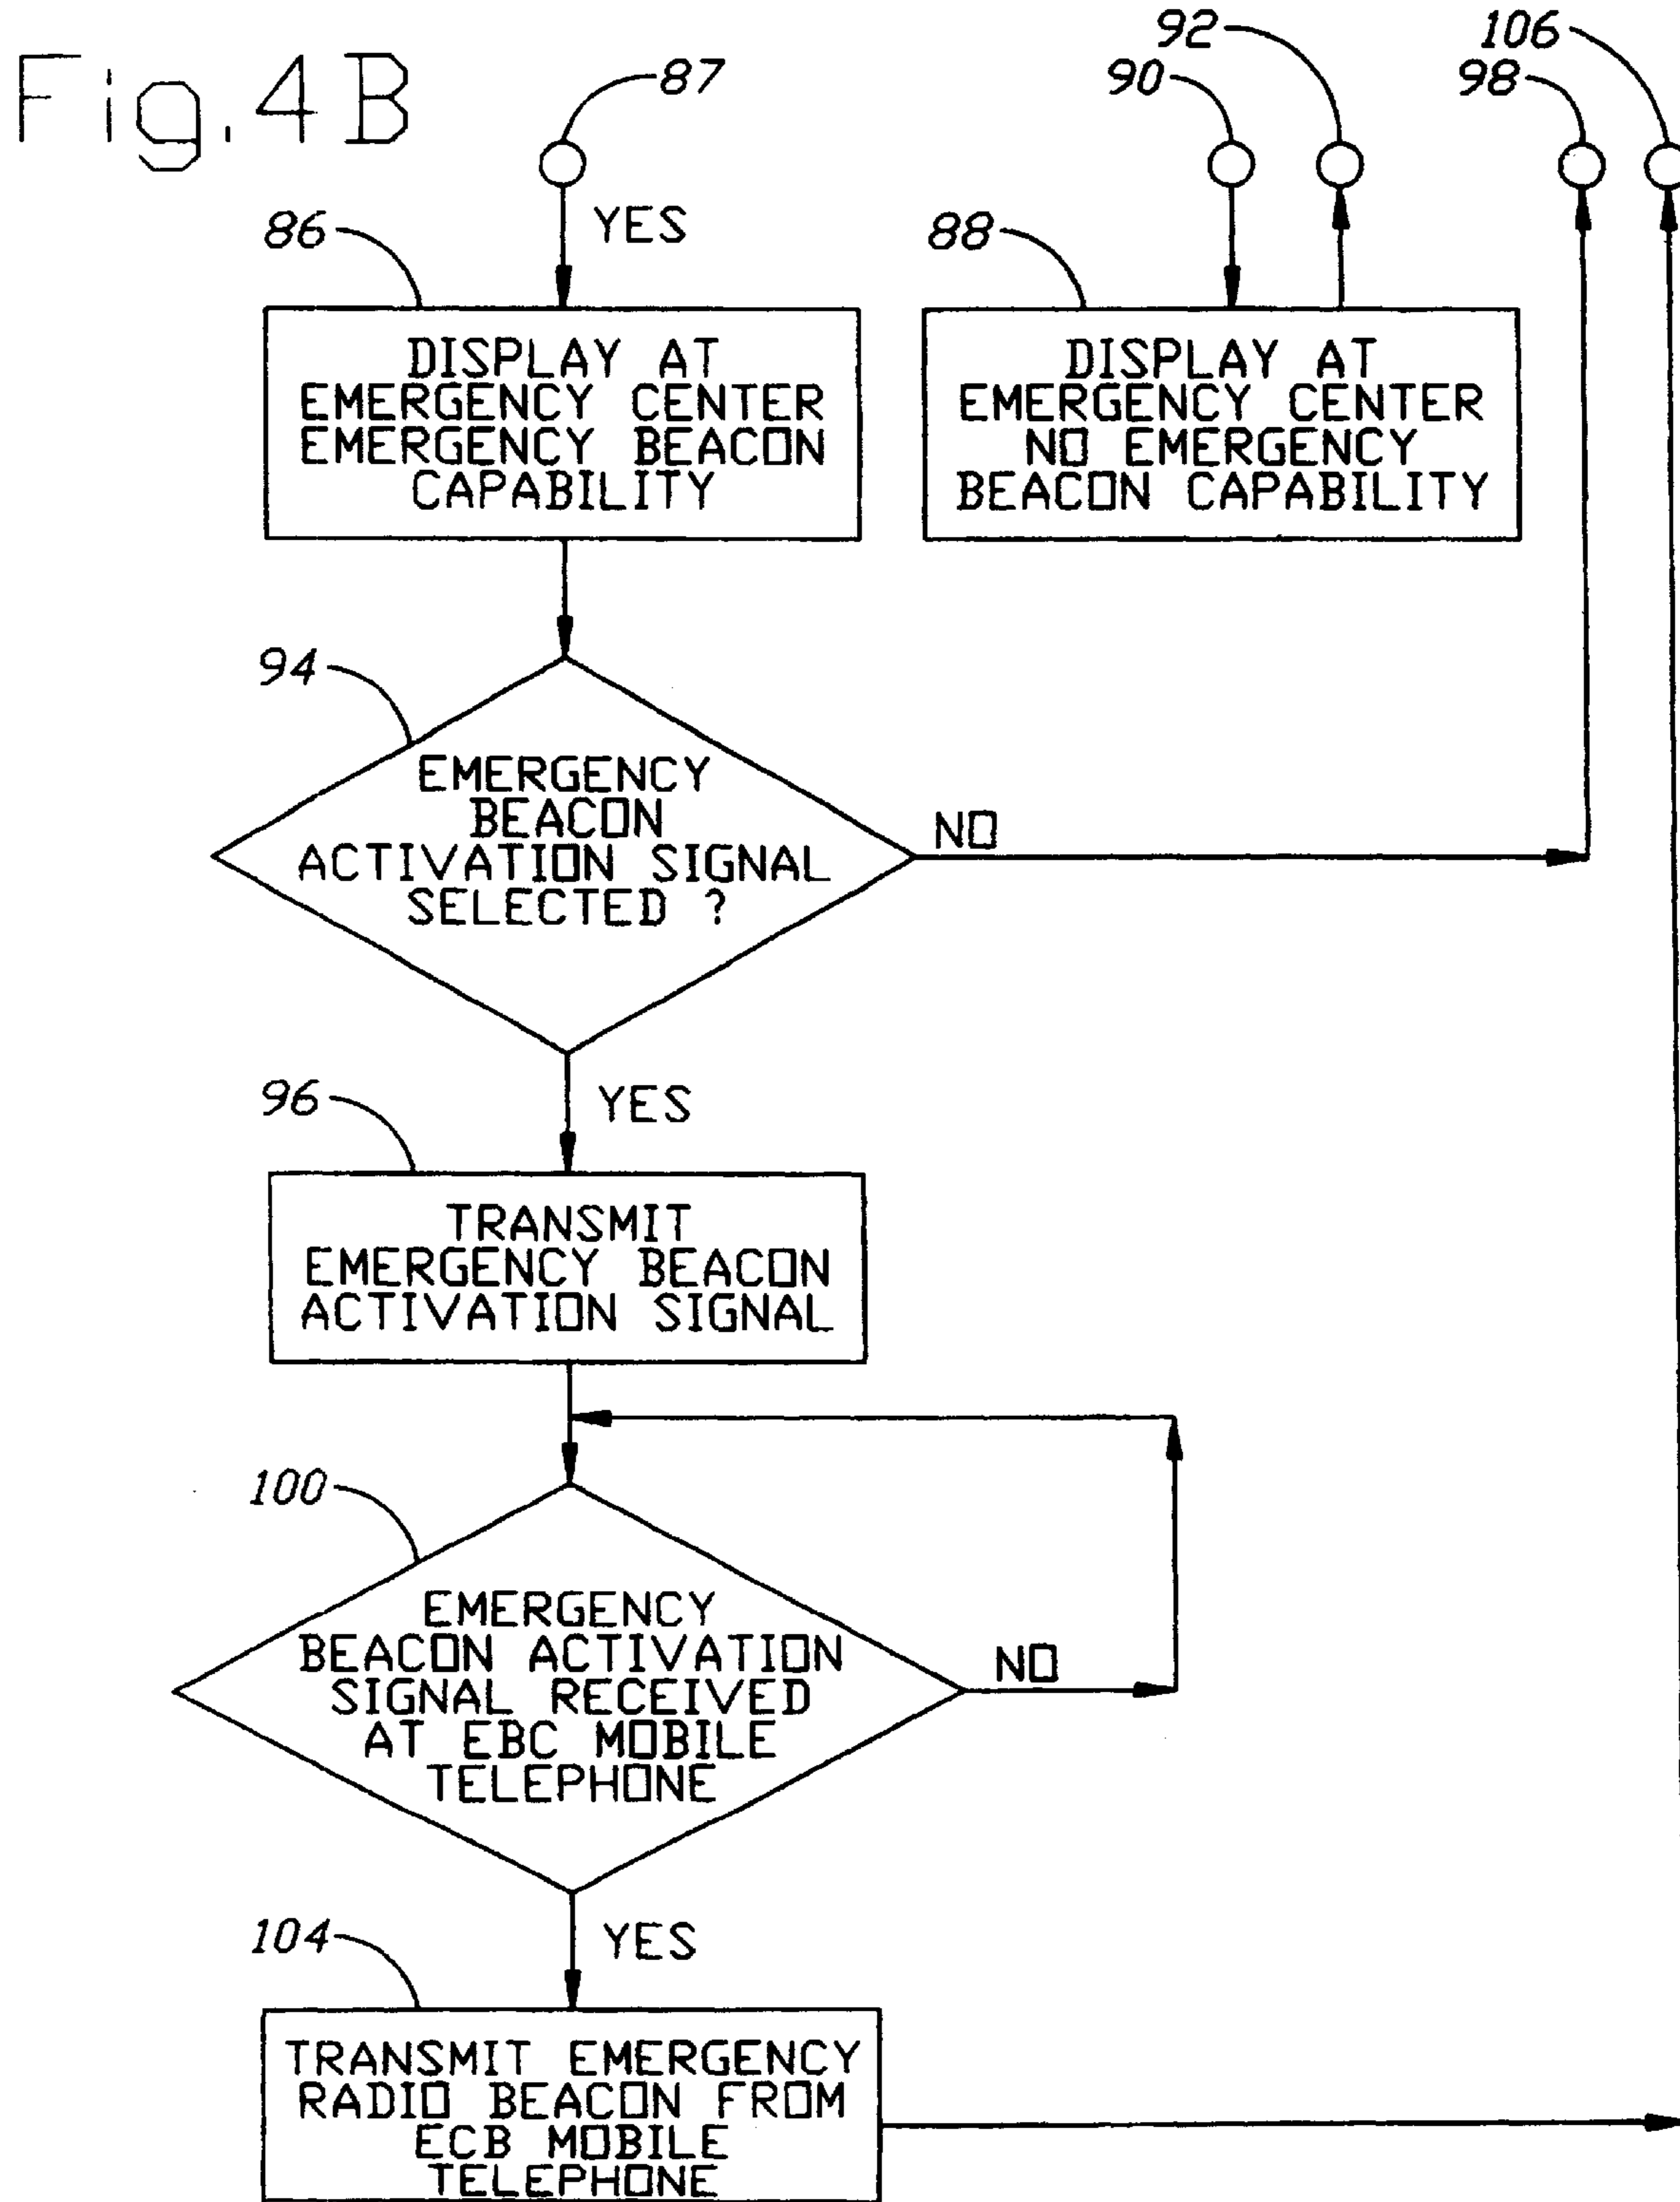 Fig.4B
87
92
90
106
98
YES
86
88
DISPLAY AT
EMERGENCY CENTER
EMERGENCY BEACON
CAPABILITY
DISPLAY AT
EMERGENCY CENTER
NO EMERGENCY
BEACON CAPABILITY
94
EMERGENCY
BEACON
ACTIVATION SIGNAL
SELECTED ?
NO
YES
96
TRANSMIT
EMERGENCY BEACON
ACTIVATION SIGNAL
100
EMERGENCY
BEACON ACTIVATION
SIGNAL RECEIVED
AT EBC MOBILE
TELEPHONE
NO
YES
104
TRANSMIT EMERGENCY
RADIO BEACON FROM
ECB MOBILE
TELEPHONE